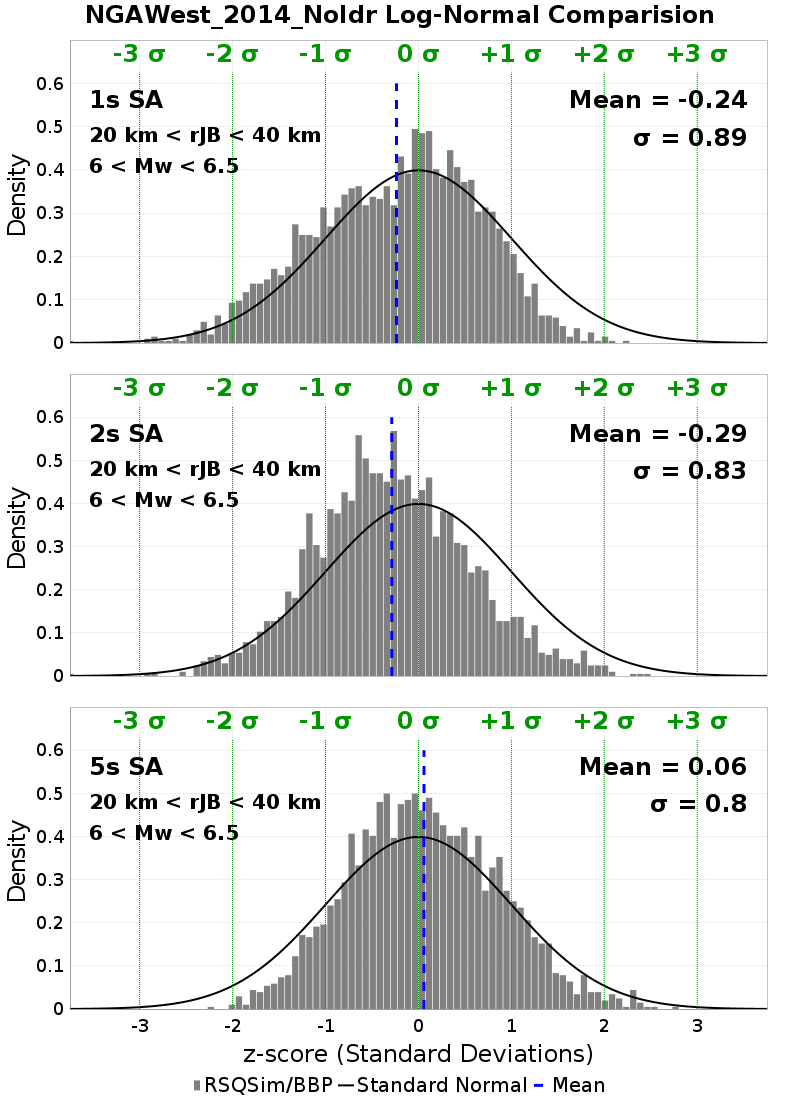 NGAWest_2014_NoIdr Log-Normal Comparision
-3 σ -2 σ -1 σ 0 σ +1 σ +2 σ +3 σ
1s SA
Mean = -0.24
20 km < rJB < 40 km
σ = 0.89
6 < Mw < 6.5
0.6
0.5
0.4
0.3
0.2
0.1
0
Density
-3 σ -2 σ -1 σ 0 σ +1 σ +2 σ +3 σ
2s SA
Mean = -0.29
20 km < rJB < 40 km
σ = 0.83
6 < Mw < 6.5
0.6
0.5
0.4
0.3
0.2
0.1
0
Density
-3 σ -2 σ -1 σ 0 σ +1 σ +2 σ +3 σ
5s SA
Mean = 0.06
20 km < rJB < 40 km
σ = 0.8
6 < Mw < 6.5
0.6
0.5
0.4
0.3
0.2
0.1
0
Density
-3 -2 -1 0 1 2 3
z-score (Standard Deviations)
RSQSim/BBP Standard Normal Mean